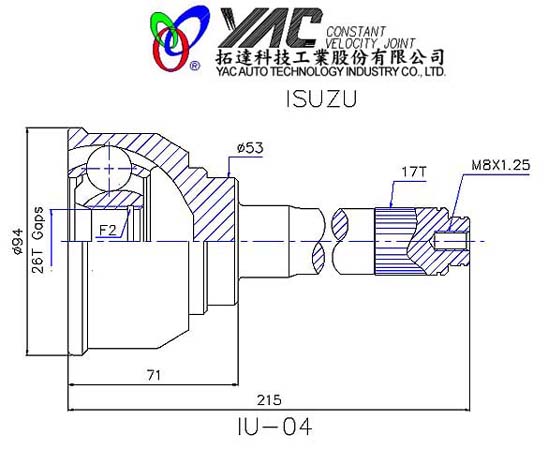 YAC CONSTANT
VELOCITY JOINT
拓達科技工業股份有限公司
® YAC AUTO TECHNOLOGY INDUSTRY CO., LTD.
ISUZU
ø53
17T
M8X1.25
ø94
26T Gaps
F2
71
215
IU-04